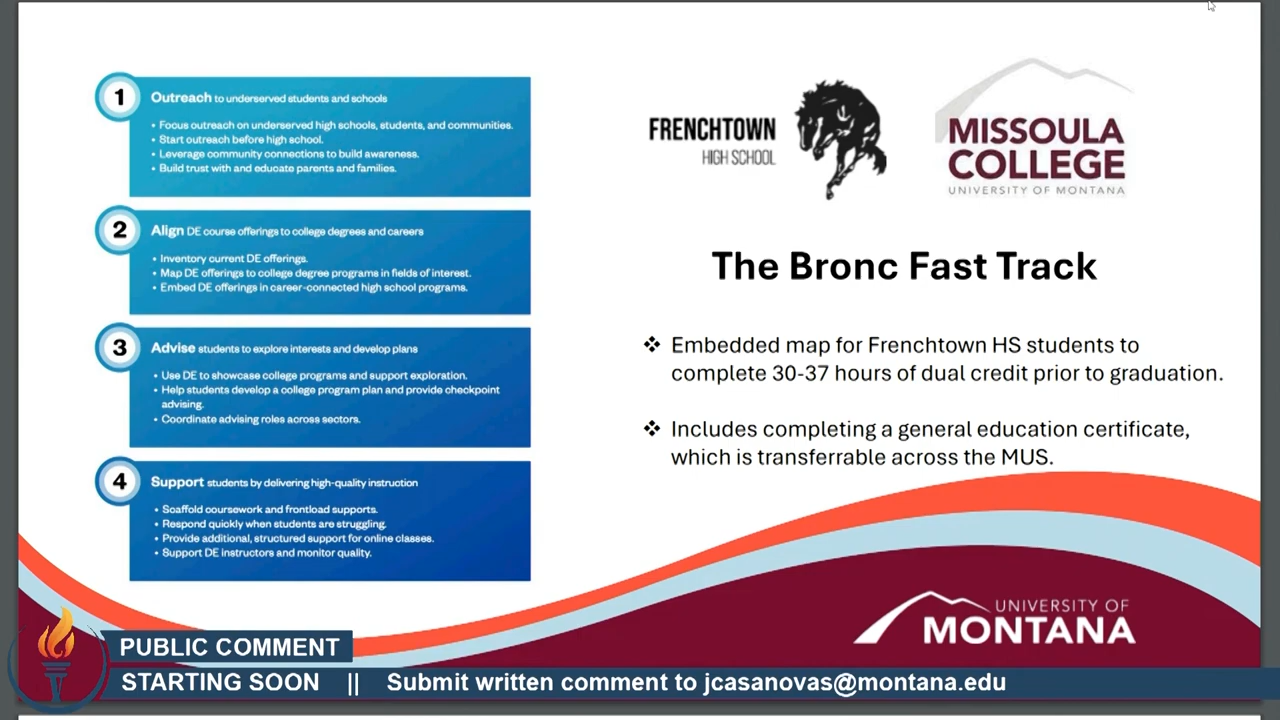 1
Outreach to underserved students and schools
• Focus outreach on underserved high schools, students, and communities.
• Start outreach before high school.
• Leverage community connections to build awareness.
• Build trust with and educate parents and families.
2
Align DE course offerings to college degrees and careers
• Inventory current DE offerings.
• Map DE offerings to college degree programs in fields of interest.
• Embed DE offerings in career-connected high school programs.
3
Advise students to explore interests and develop plans
• Use DE to showcase college programs and support exploration.
• Help students develop a college program plan and provide checkpoint
advising.
• Coordinate advising roles across sectors.
4
Support students by delivering high-quality instruction
• Scaffold coursework and frontload supports.
• Respond quickly when students are struggling.
• Provide additional, structured support for online classes.
• Support DE instructors and monitor quality.
FRENCHTOWN
HIGH SCHOOL
MISSOULA
COLLEGE
UNIVERSITY OF MONTANA
The Bronc Fast Track
❖ Embedded map for Frenchtown HS students to
complete 30-37 hours of dual credit prior to graduation.
❖ Includes completing a general education certificate,
which is transferrable across the MUS.
UNIVERSITY OF
MONTANA
PUBLIC COMMENT
STARTING SOON || Submit written comment to jcasanovas@montana.edu